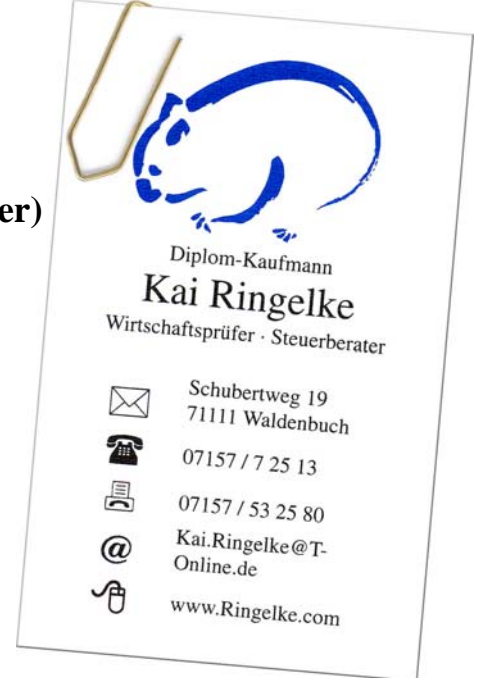 er)
Diplom-Kaufmann
Kai Ringelke
Wirtschaftsprüfer · Steuerberater
Schubertweg 19
71111 Waldenbuch
07157 / 7 25 13
07157 / 53 25 80
@
Kai.Ringelke@T-
Online.de
www.Ringelke.com